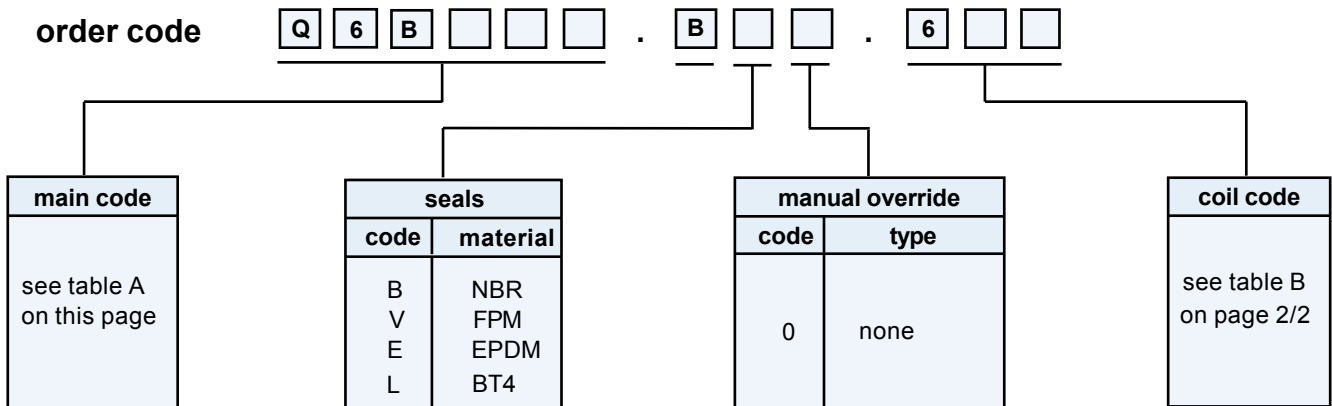 order code Q 6 B . B . 6
main code
see table A
on this page
seals
code material
B NBR
V FPM
E EPDM
L BT4
manual override
code type
0 none
coil code
see table B
on page 2/2